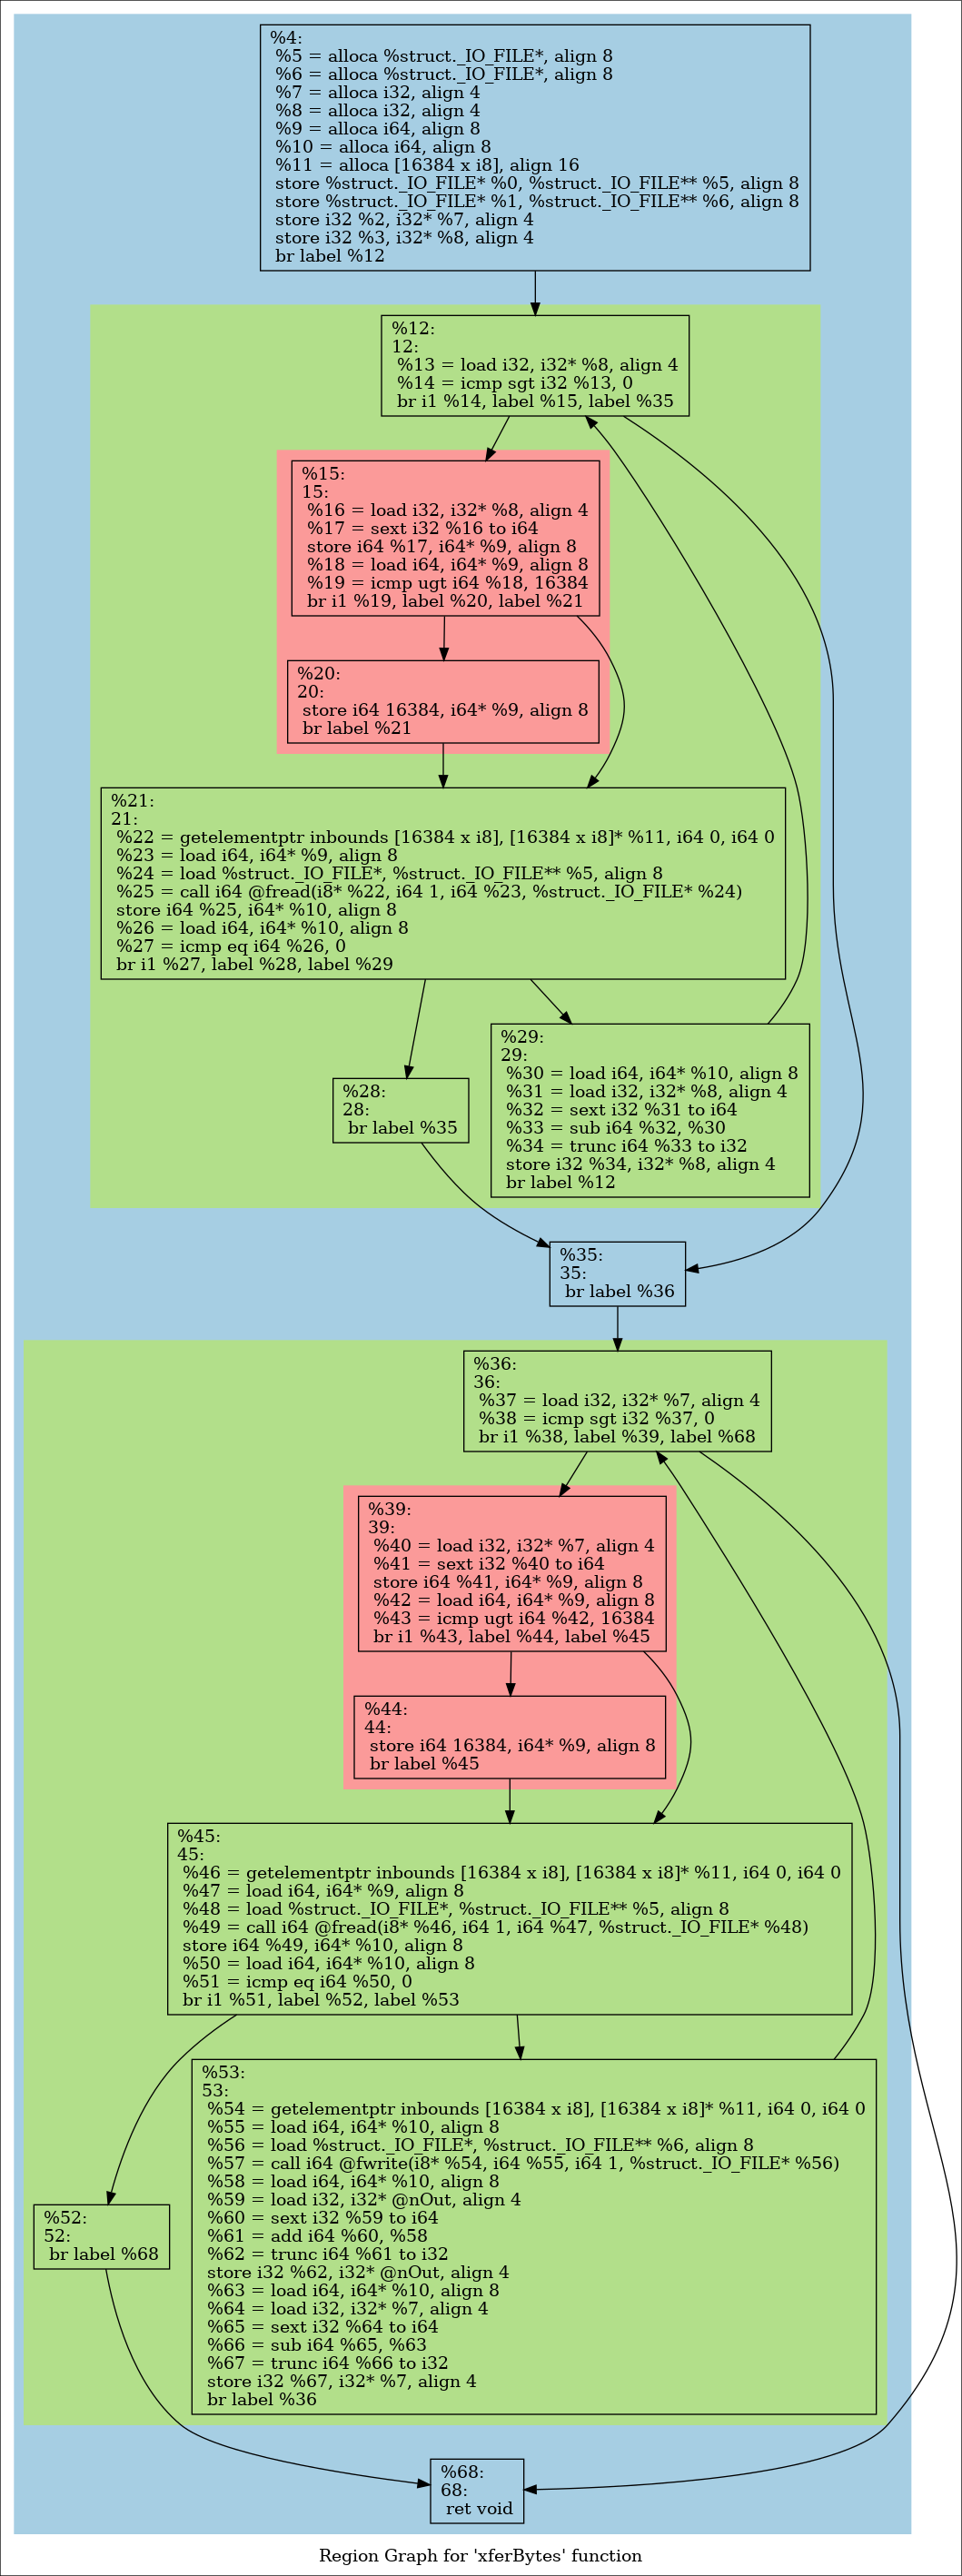 %4:
%5 = alloca %struct._IO_FILE*, align 8
%6 = alloca %struct._IO_FILE*, align 8
%7 = alloca i32, align 4
%8 = alloca i32, align 4
%9 = alloca i64, align 8
%10 = alloca i64, align 8
%11 = alloca [16384 x i8], align 16
store %struct._IO_FILE* %0, %struct._IO_FILE** %5, align 8
store %struct._IO_FILE* %1, %struct._IO_FILE** %6, align 8
store i32 %2, i32* %7, align 4
store i32 %3, i32* %8, align 4
br label %12
%12:
12:
%13 = load i32, i32* %8, align 4
%14 = icmp sgt i32 %13, 0
br i1 %14, label %15, label %35
%15:
15:
%16 = load i32, i32* %8, align 4
%17 = sext i32 %16 to i64
store i64 %17, i64* %9, align 8
%18 = load i64, i64* %9, align 8
%19 = icmp ugt i64 %18, 16384
br i1 %19, label %20, label %21
%20:
20:
store i64 16384, i64* %9, align 8
br label %21
%21:
21:
%22 = getelementptr inbounds [16384 x i8], [16384 x i8]* %11, i64 0, i64 0
%23 = load i64, i64* %9, align 8
%24 = load %struct._IO_FILE*, %struct._IO_FILE** %5, align 8
%25 = call i64 @fread(i8* %22, i64 1, i64 %23, %struct._IO_FILE* %24)
store i64 %25, i64* %10, align 8
%26 = load i64, i64* %10, align 8
%27 = icmp eq i64 %26, 0
br i1 %27, label %28, label %29
%28:
28:
br label %35
%29:
29:
%30 = load i64, i64* %10, align 8
%31 = load i32, i32* %8, align 4
%32 = sext i32 %31 to i64
%33 = sub i64 %32, %30
%34 = trunc i64 %33 to i32
store i32 %34, i32* %8, align 4
br label %12
%35:
35:
br label %36
%36:
36:
%37 = load i32, i32* %7, align 4
%38 = icmp sgt i32 %37, 0
br i1 %38, label %39, label %68
%39:
39:
%40 = load i32, i32* %7, align 4
%41 = sext i32 %40 to i64
store i64 %41, i64* %9, align 8
%42 = load i64, i64* %9, align 8
%43 = icmp ugt i64 %42, 16384
br i1 %43, label %44, label %45
%44:
44:
store i64 16384, i64* %9, align 8
br label %45
%45:
45:
%46 = getelementptr inbounds [16384 x i8], [16384 x i8]* %11, i64 0, i64 0
%47 = load i64, i64* %9, align 8
%48 = load %struct._IO_FILE*, %struct._IO_FILE** %5, align 8
%49 = call i64 @fread(i8* %46, i64 1, i64 %47, %struct._IO_FILE* %48)
store i64 %49, i64* %10, align 8
%50 = load i64, i64* %10, align 8
%51 = icmp eq i64 %50, 0
br i1 %51, label %52, label %53
%52:
52:
br label %68
%53:
53:
%54 = getelementptr inbounds [16384 x i8], [16384 x i8]* %11, i64 0, i64 0
%55 = load i64, i64* %10, align 8
%56 = load %struct._IO_FILE*, %struct._IO_FILE** %6, align 8
%57 = call i64 @fwrite(i8* %54, i64 %55, i64 1, %struct._IO_FILE* %56)
%58 = load i64, i64* %10, align 8
%59 = load i32, i32* @nOut, align 4
%60 = sext i32 %59 to i64
%61 = add i64 %60, %58
%62 = trunc i64 %61 to i32
store i32 %62, i32* @nOut, align 4
%63 = load i64, i64* %10, align 8
%64 = load i32, i32* %7, align 4
%65 = sext i32 %64 to i64
%66 = sub i64 %65, %63
%67 = trunc i64 %66 to i32
store i32 %67, i32* %7, align 4
br label %36
%68:
68:
ret void
Region Graph for 'xferBytes' function